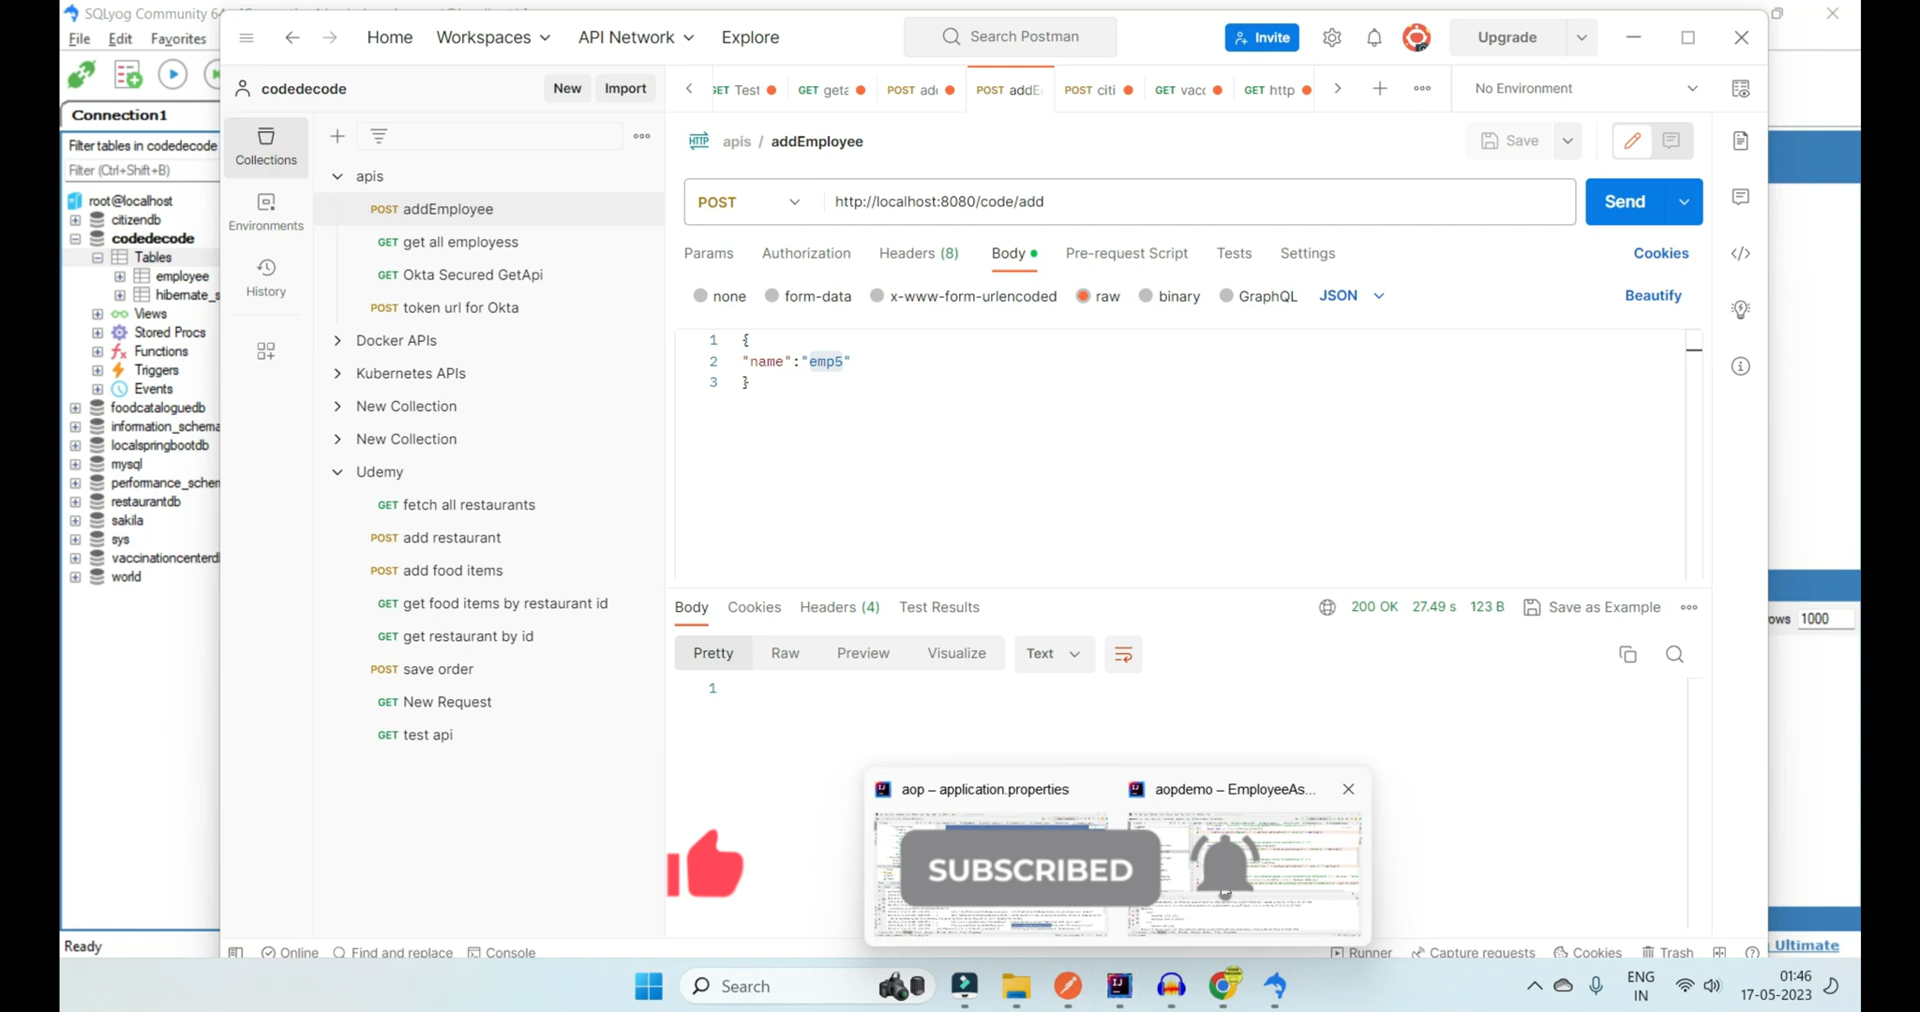 SQLyog Community 64
File Edit Favorites
Connection1
Filter tables in codedecode
Filter (Ctrl+Shift+B)
root@localhost
citizendb
codedecode
Tables
employee
hibernate_s
Views
Stored Procs
Functions
Triggers
Events
foodcataloguedb
information_schema
localspringbootdb
mysql
performance_schem
restaurantdb
sakila
sys
vaccinationcenterd
world
Ready
Home Workspaces API Network Explore
Search Postman
Invite
Upgrade
codedecode
New Import
GET Test GET geta POST add POST addE POST citi GET vacc GET http
No Environment
Collections
Environments
History
apis
POST addEmployee
GET get all employess
GET Okta Secured GetApi
POST token url for Okta
Docker APIs
Kubernetes APIs
New Collection
New Collection
Udemy
GET fetch all restaurants
POST add restaurant
POST add food items
GET get food items by restaurant id
GET get restaurant by id
POST save order
GET New Request
GET test api
HTTP apis / addEmployee
Save
POST http://localhost:8080/code/add
Send
Params Authorization Headers (8) Body Pre-request Script Tests Settings
Cookies
none form-data x-www-form-urlencoded raw binary GraphQL JSON
Beautify
1 {
2 "name":"emp5"
3 }
Body Cookies Headers (4) Test Results
200 OK 27.49 s 123 B Save as Example
Pretty Raw Preview Visualize Text
1
ows 1000
aop – application.properties
aopdemo – EmployeeAs...
SUBSCRIBED
Online Find and replace Console
Runner Capture requests Cookies Trash
Ultimate
Search
ENG
IN
01:46
17-05-2023